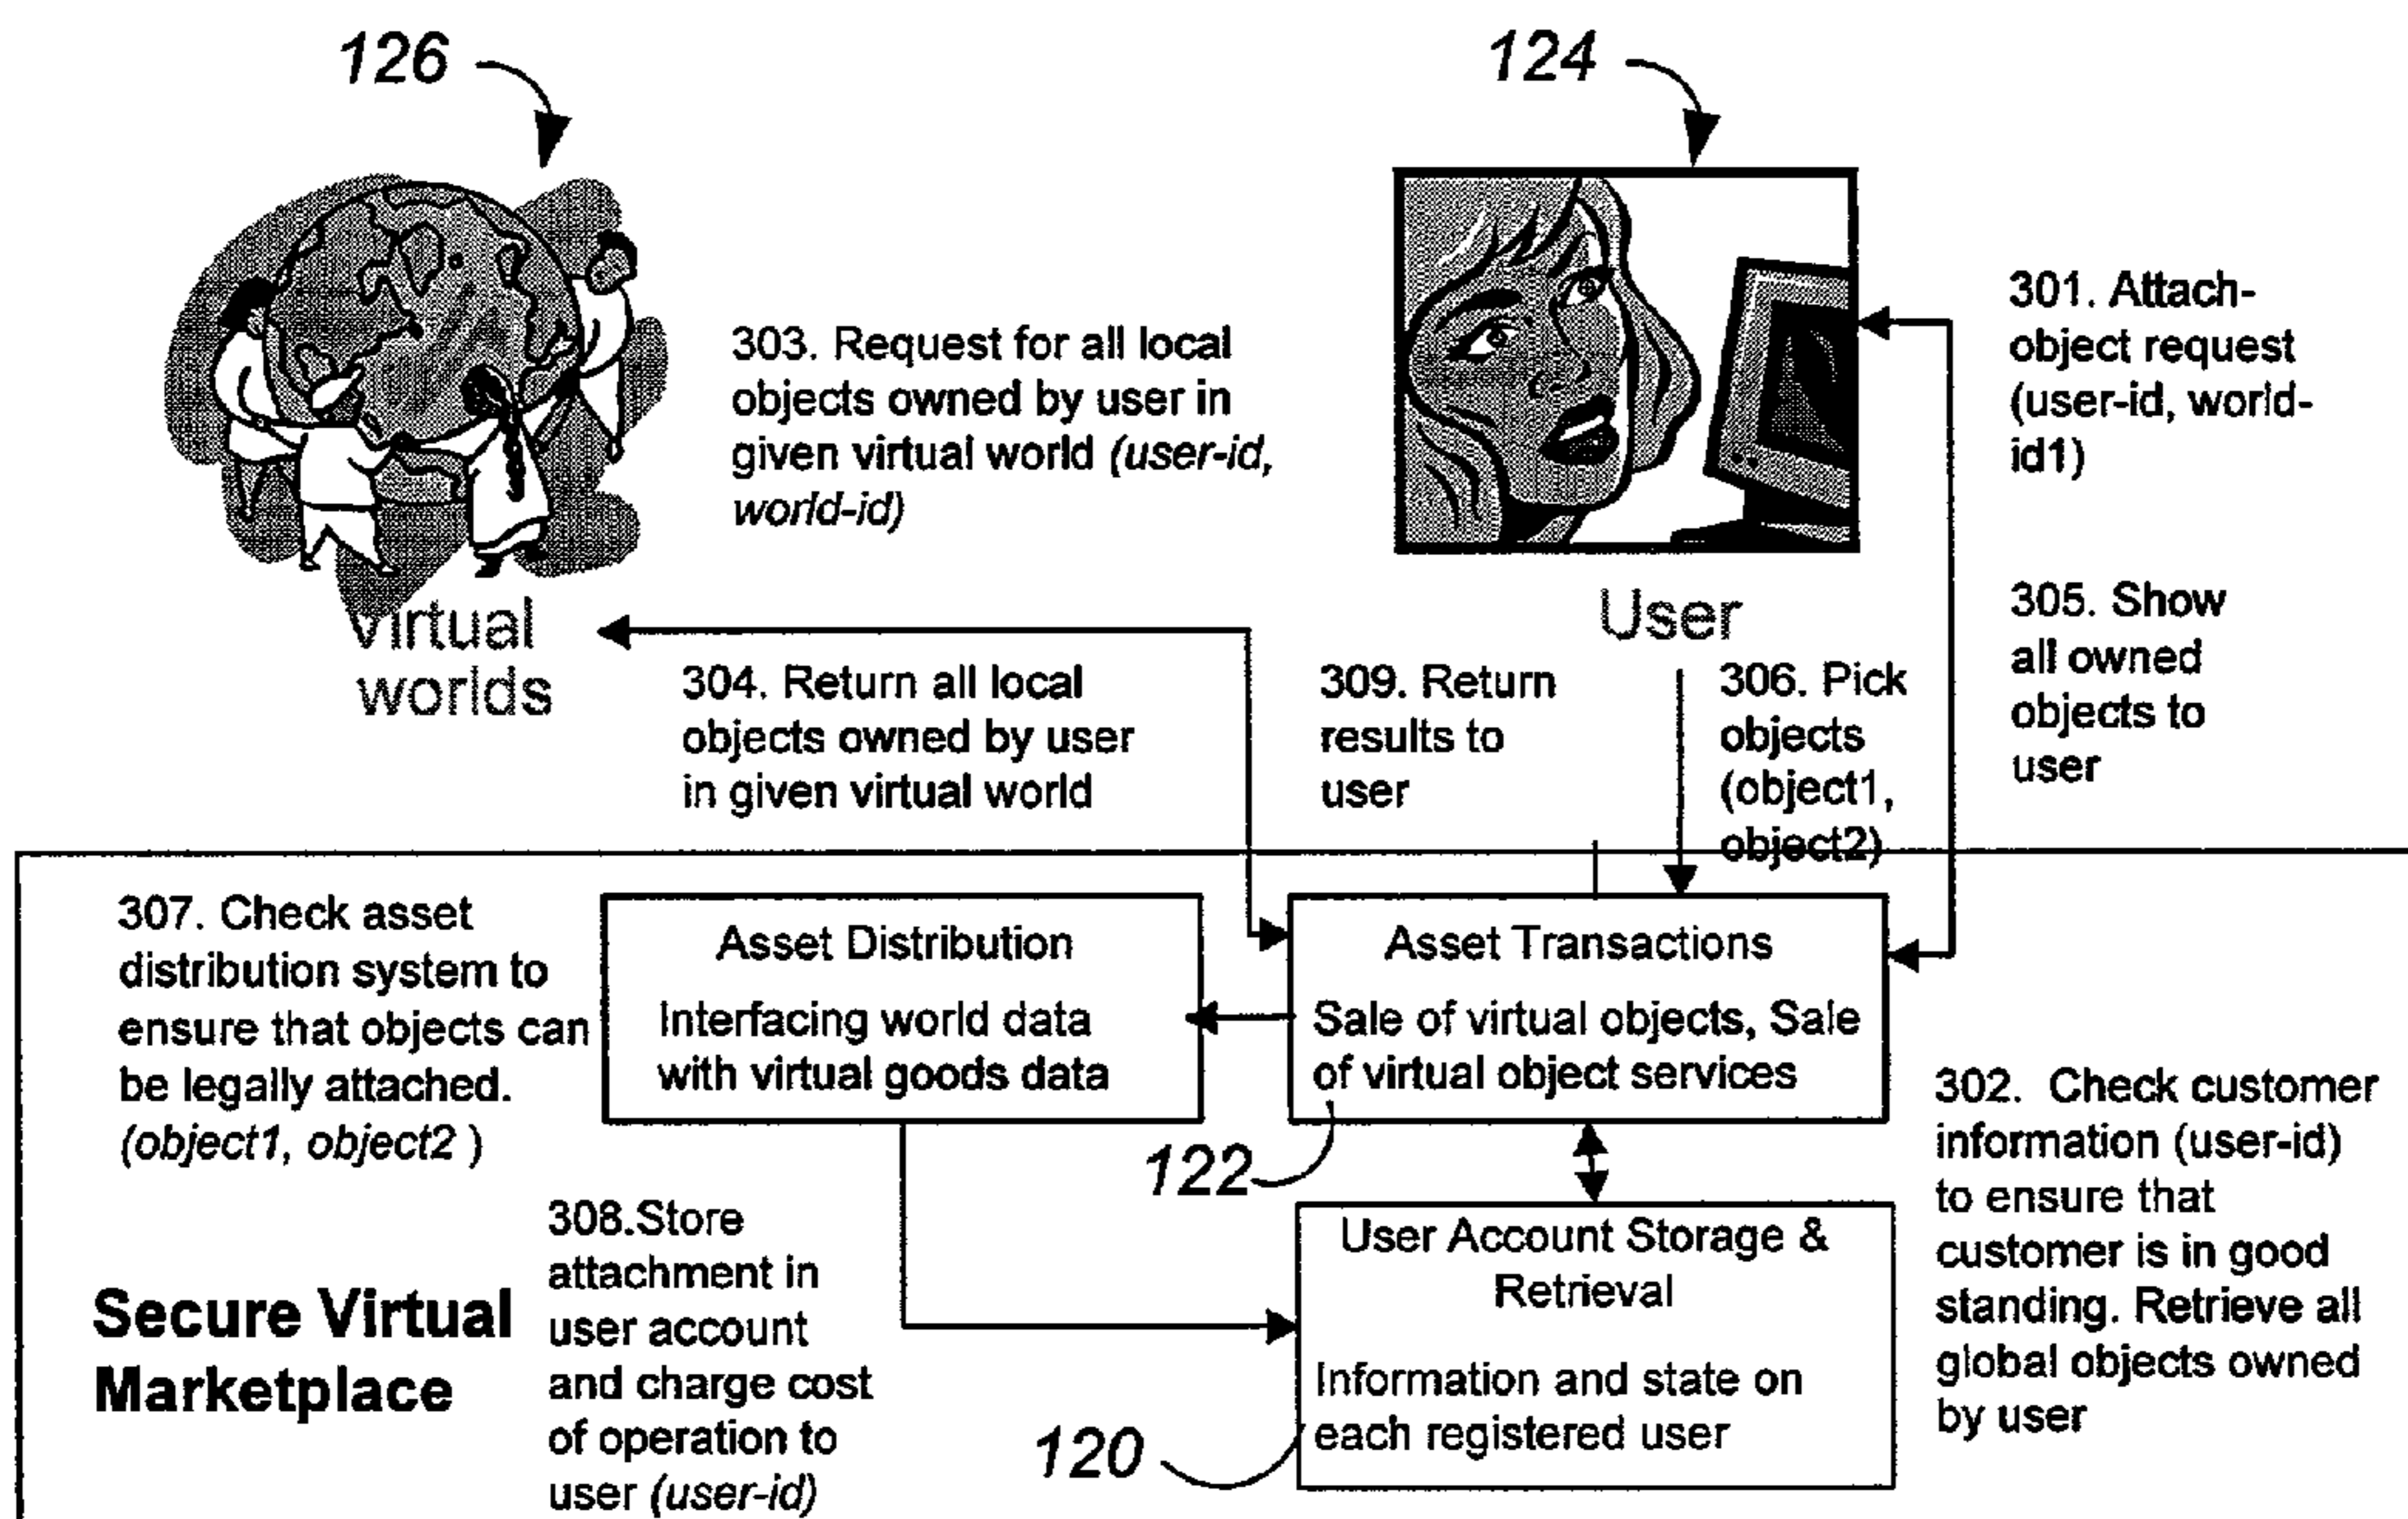 126
124
303. Request for all local
objects owned by user in
given virtual world (user-id,
world-id)
301. Attach-
object request
(user-id, world-
id1)
virtual
worlds
User
304. Return all local
objects owned by user
in given virtual world
309. Return
results to
user
306. Pick
objects
(object1,
object2)
305. Show
all owned
objects to
user
307. Check asset
distribution system to
ensure that objects can
be legally attached.
(object1, object2 )
Asset Distribution
Interfacing world data
with virtual goods data
Asset Transactions
Sale of virtual objects, Sale
of virtual object services
122
302. Check customer
information (user-id)
to ensure that
customer is in good
standing. Retrieve all
global objects owned
by user
308.Store
attachment in
user account
and charge cost
of operation to
user (user-id)
Secure Virtual
Marketplace
User Account Storage &
Retrieval
Information and state on
each registered user
120